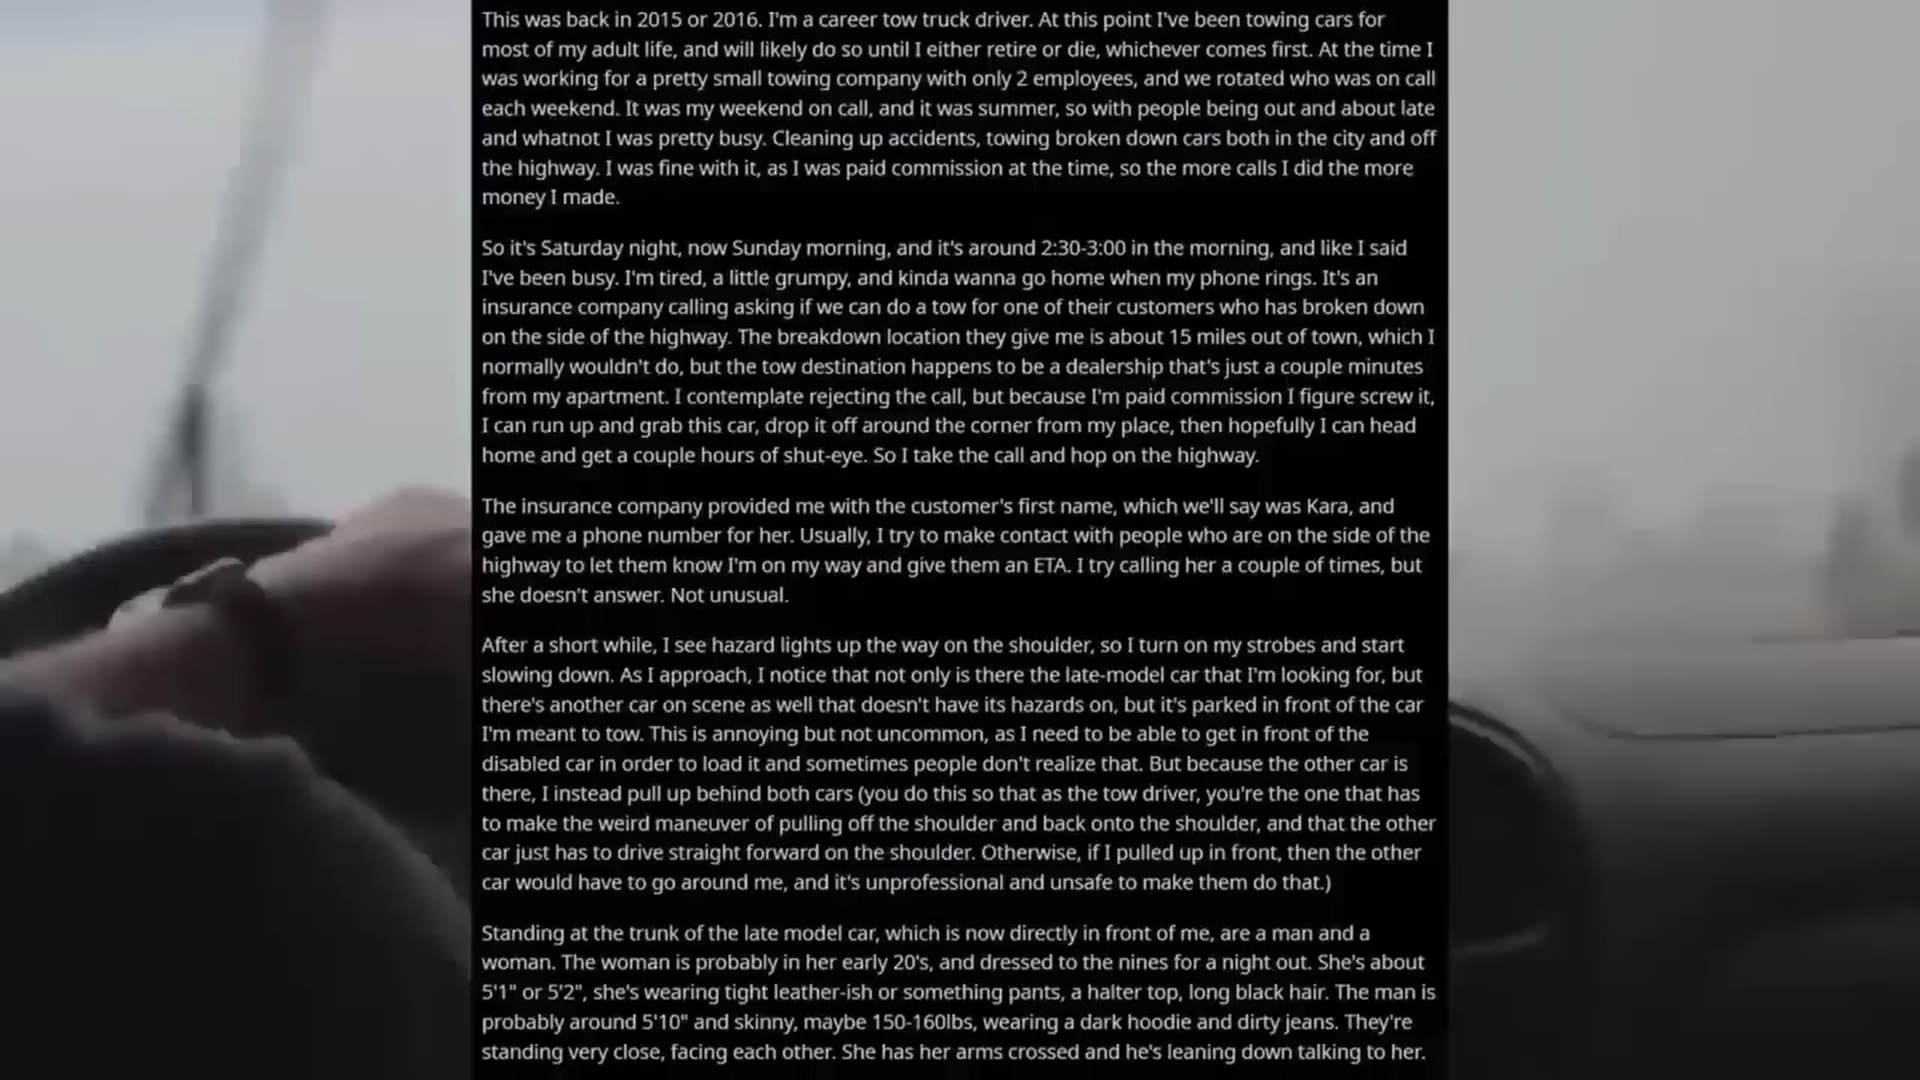 This was back in 2015 or 2016. I'm a career tow truck driver. At this point I've been towing cars for
most of my adult life, and will likely do so until I either retire or die, whichever comes first. At the time I
was working for a pretty small towing company with only 2 employees, and we rotated who was on call
each weekend. It was my weekend on call, and it was summer, so with people being out and about late
and whatnot I was pretty busy. Cleaning up accidents, towing broken down cars both in the city and off
the highway. I was fine with it, as I was paid commission at the time, so the more calls I did the more
money I made.
So it's Saturday night, now Sunday morning, and it's around 2:30-3:00 in the morning, and like I said
I've been busy. I'm tired, a little grumpy, and kinda wanna go home when my phone rings. It's an
insurance company calling asking if we can do a tow for one of their customers who has broken down
on the side of the highway. The breakdown location they give me is about 15 miles out of town, which I
normally wouldn't do, but the tow destination happens to be a dealership that's just a couple minutes
from my apartment. I contemplate rejecting the call, but because I'm paid commission I figure screw it,
I can run up and grab this car, drop it off around the corner from my place, then hopefully I can head
home and get a couple hours of shut-eye. So I take the call and hop on the highway.
The insurance company provided me with the customer's first name, which we'll say was Kara, and
gave me a phone number for her. Usually, I try to make contact with people who are on the side of the
highway to let them know I'm on my way and give them an ETA. I try calling her a couple of times, but
she doesn't answer. Not unusual.
After a short while, I see hazard lights up the way on the shoulder, so I turn on my strobes and start
slowing down. As I approach, I notice that not only is there the late-model car that I'm looking for, but
there's another car on scene as well that doesn't have its hazards on, but it's parked in front of the car
I'm meant to tow. This is annoying but not uncommon, as I need to be able to get in front of the
disabled car in order to load it and sometimes people don't realize that. But because the other car is
there, I instead pull up behind both cars (you do this so that as the tow driver, you're the one that has
to make the weird maneuver of pulling off the shoulder and back onto the shoulder, and that the other
car just has to drive straight forward on the shoulder. Otherwise, if I pulled up in front, then the other
car would have to go around me, and it's unprofessional and unsafe to make them do that.)
Standing at the trunk of the late model car, which is now directly in front of me, are a man and a
woman. The woman is probably in her early 20's, and dressed to the nines for a night out. She's about
5'1" or 5'2", she's wearing tight leather-ish or something pants, a halter top, long black hair. The man is
probably around 5'10" and skinny, maybe 150-160lbs, wearing a dark hoodie and dirty jeans. They're
standing very close, facing each other. She has her arms crossed and he's leaning down talking to her.